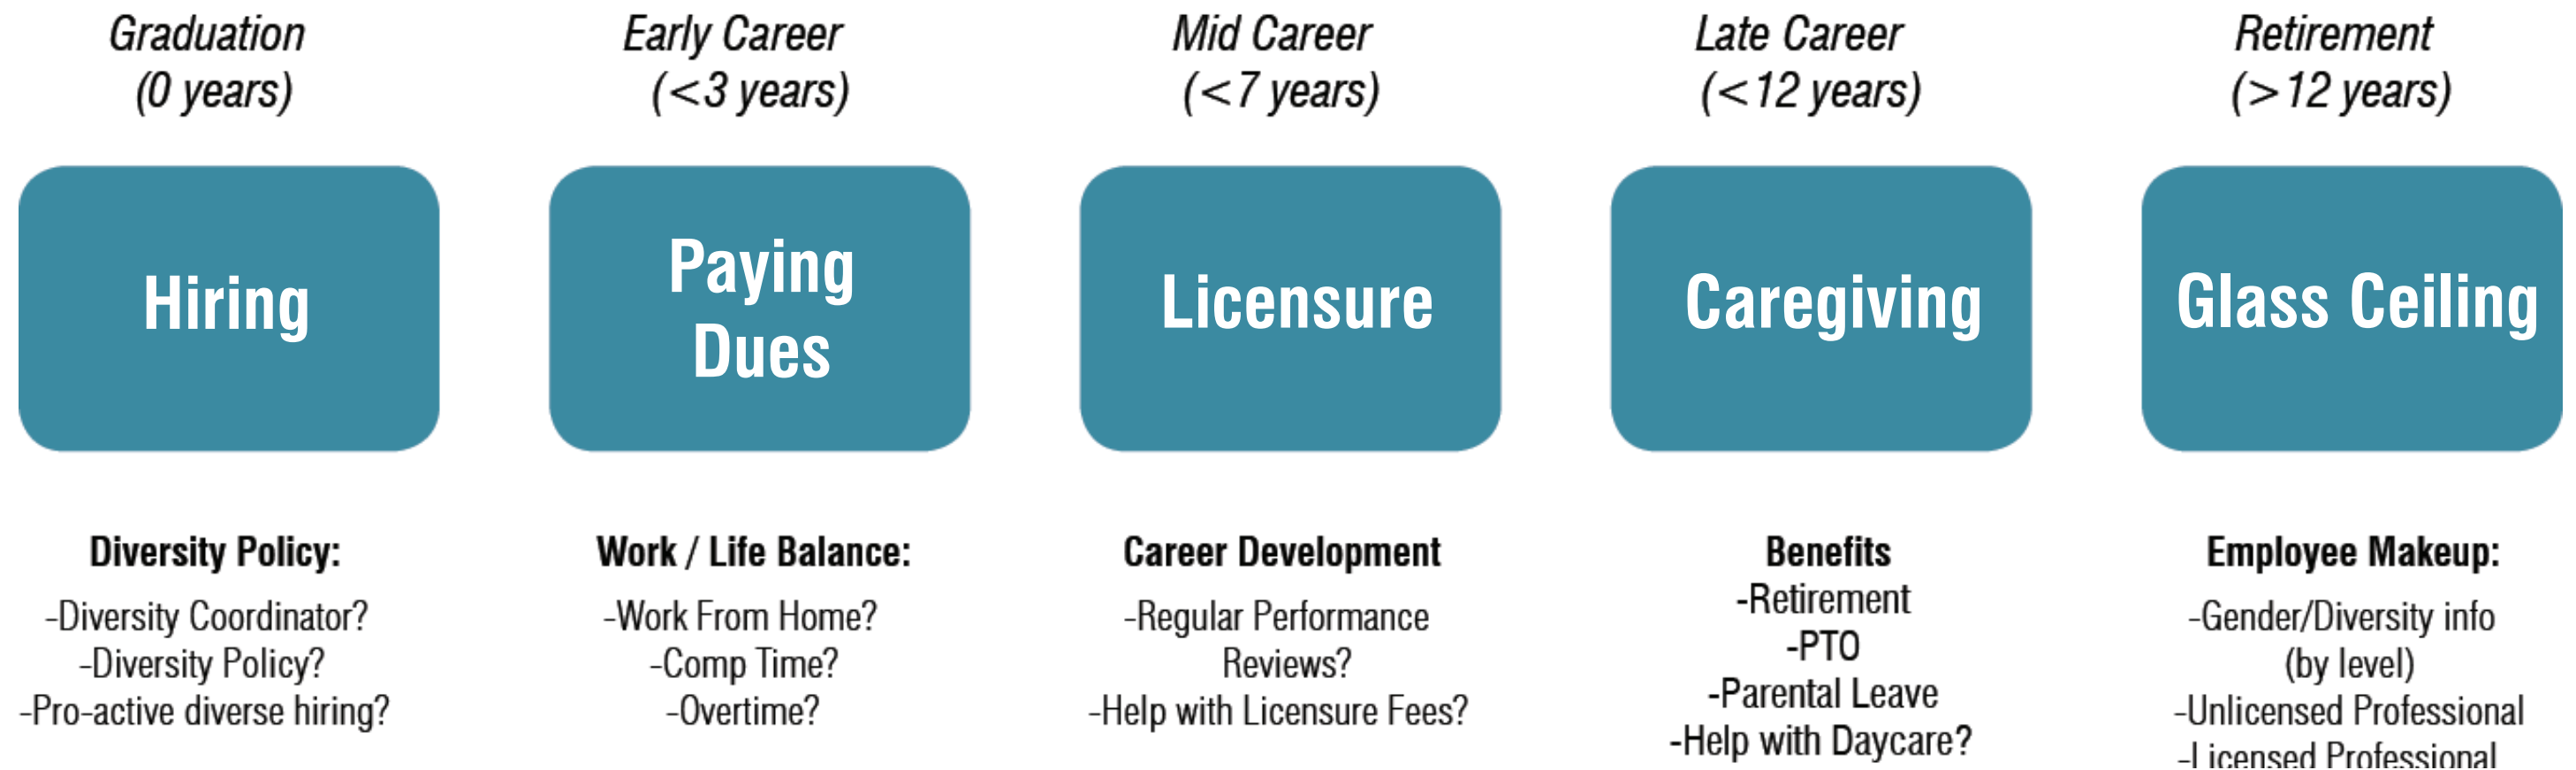 Graduation
(0 years)
Early Career
(<3 years)
Mid Career
(<7 years)
Late Career
(<12 years)
Retirement
(>12 years)
Hiring
Paying
Dues
Licensure
Caregiving
Glass Ceiling
Diversity Policy:
-Diversity Coordinator?
-Diversity Policy?
-Pro-active diverse hiring?
Work / Life Balance:
-Work From Home?
-Comp Time?
-Overtime?
Career Development
-Regular Performance
Reviews?
-Help with Licensure Fees?
Benefits
-Retirement
-PTO
-Parental Leave
-Help with Daycare?
Employee Makeup:
-Gender/Diversity info
(by level)
-Unlicensed Professional
-Licensed Professional